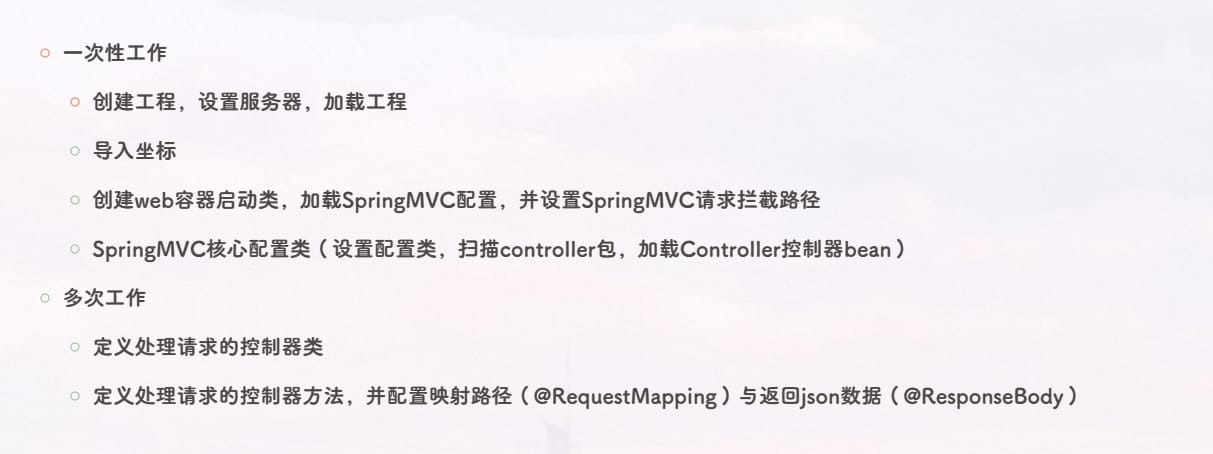 一次性工作
创建工程，设置服务器，加载工程
导入坐标
创建web容器启动类，加载SpringMVC配置，并设置SpringMVC请求拦截路径
SpringMVC核心配置类（设置配置类，扫描controller包，加载Controller控制器bean）
多次工作
定义处理请求的控制器类
定义处理请求的控制器方法，并配置映射路径（@RequestMapping）与返回json数据（@ResponseBody）